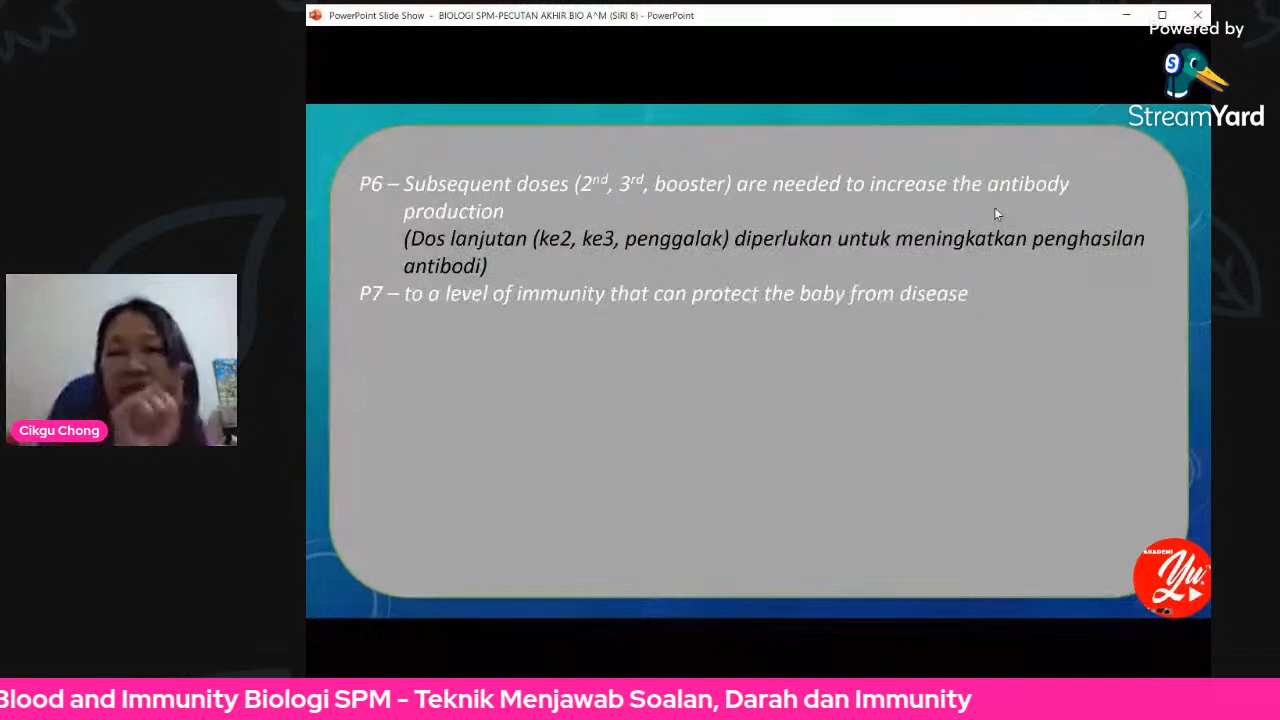 PowerPoint Slide Show - BIOLOGI SPM-PECUTAN AKHIR BIO A^M (SIRI 8) - PowerPoint
Powered by
S
StreamYard
P6 – Subsequent doses (2nd, 3rd, booster) are needed to increase the antibody
production
(Dos lanjutan (ke2, ke3, penggalak) diperlukan untuk meningkatkan penghasilan
antibodi)
P7 – to a level of immunity that can protect the baby from disease
Cikgu Chong
AKADEMI
Yu
Blood and Immunity Biologi SPM - Teknik Menjawab Soalan, Darah dan Immunity